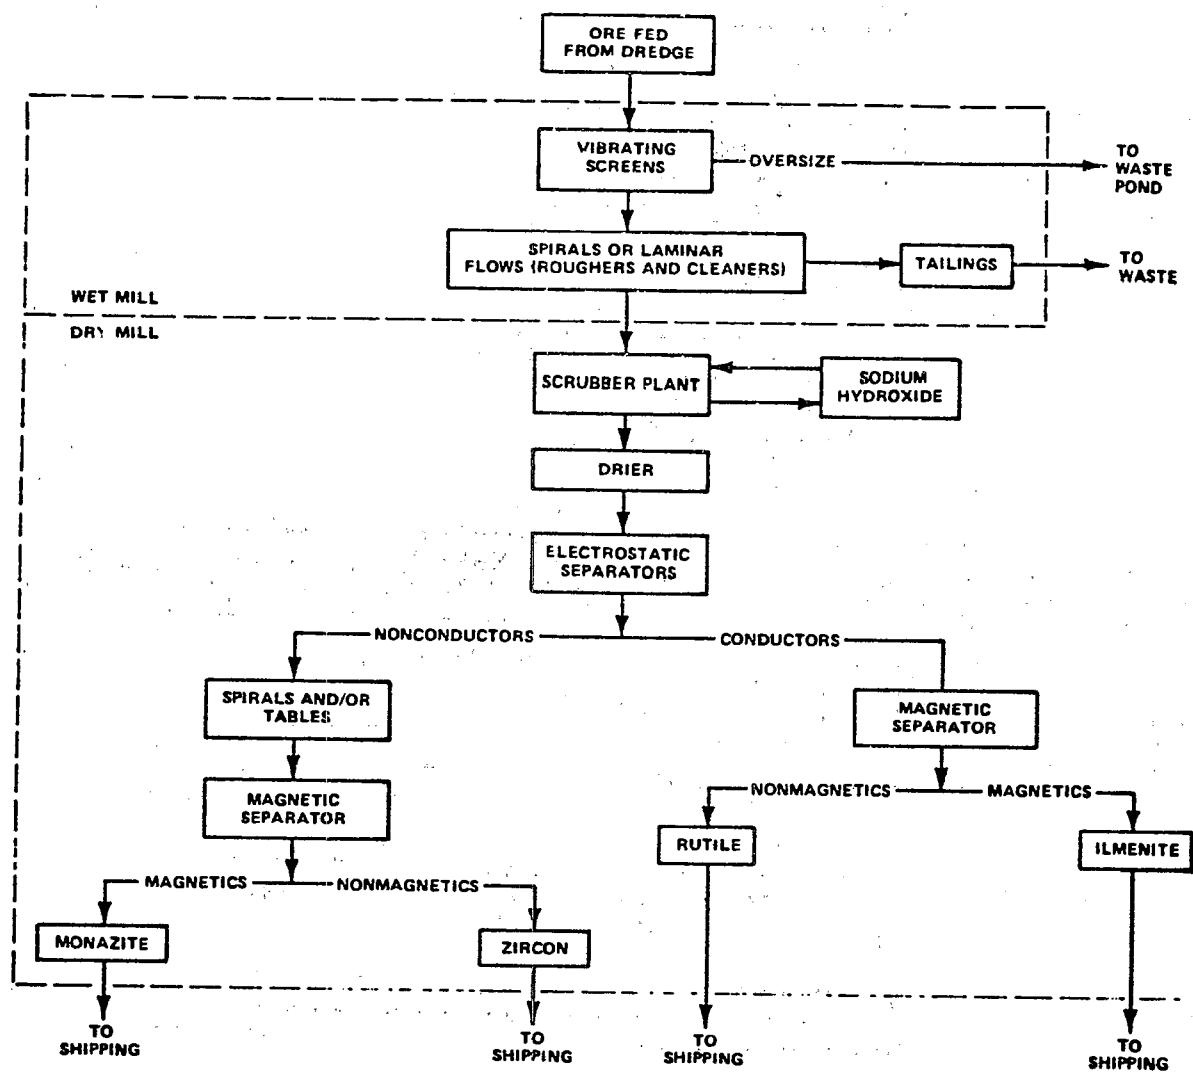 ORE FED
FROM DREDGE
VIBRATING
SCREENS
OVERSIZE
TO
WASTE
POND
SPIRALS OR LAMINAR
FLOWS (ROUGHERS AND CLEANERS)
TAILINGS
TO
WASTE
WET MILL
DRY MILL
SCRUBBER PLANT
SODIUM
HYDROXIDE
DRIER
ELECTROSTATIC
SEPARATORS
NONCONDUCTORS
CONDUCTORS
SPIRALS AND/OR
TABLES
MAGNETIC
SEPARATOR
MAGNETIC
SEPARATOR
NONMAGNETICS
MAGNETICS
RUTILE
ILMENITE
MAGNETICS
NONMAGNETICS
MONAZITE
ZIRCON
TO
SHIPPING
TO
SHIPPING
TO
SHIPPING
TO
SHIPPING